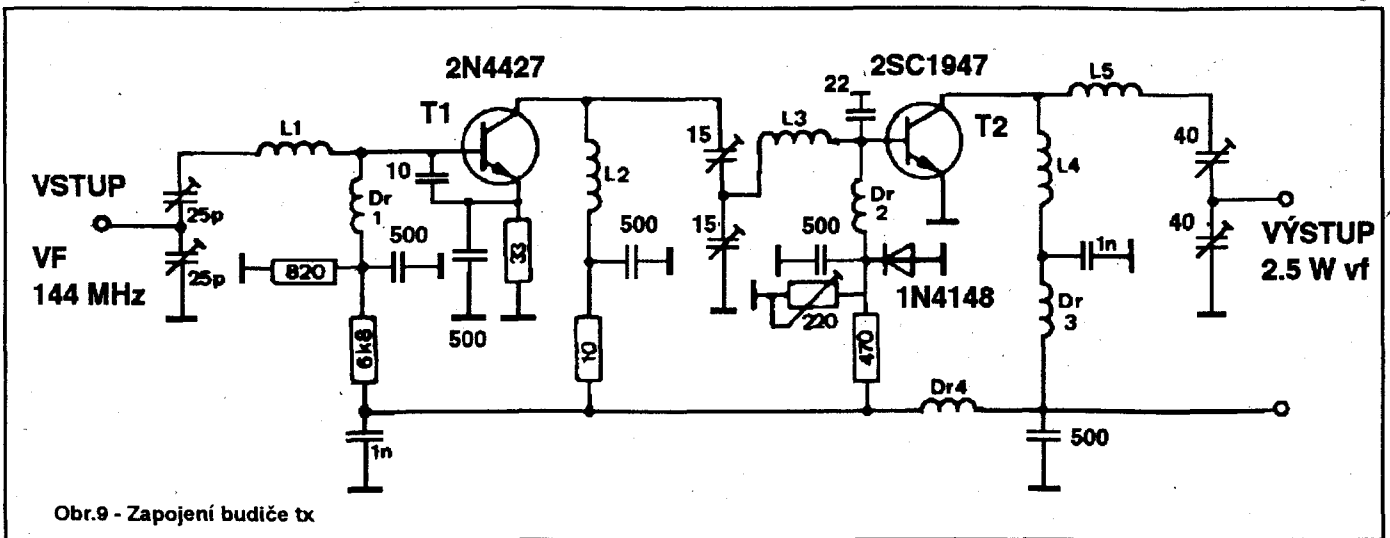 2N4427
2SC1947
T1
T2
L1
L2
L3
L4
L5
VSTUP
VF
144 MHz
25p
25p
Dr
1
10
500
820
6k8
1n
500
33
500
10
15
15
22
Dr
2
500
220
470
1N4148
Dr4
1n
Dr
3
500
40
40
VÝSTUP
2.5 W vf
Obr.9 - Zapojení budiče tx